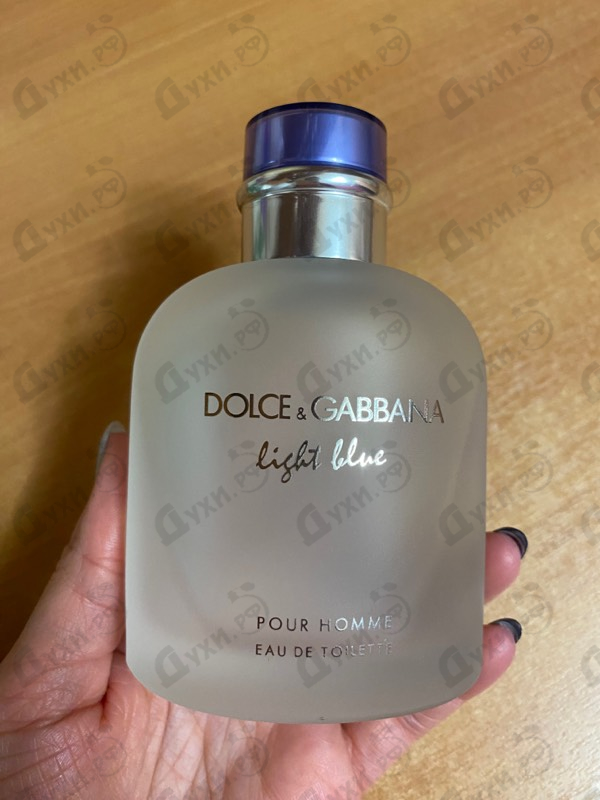 DOLCE & GABBANA
light blue
POUR HOMME
EAU DE TOILETTE
Духи.РФ